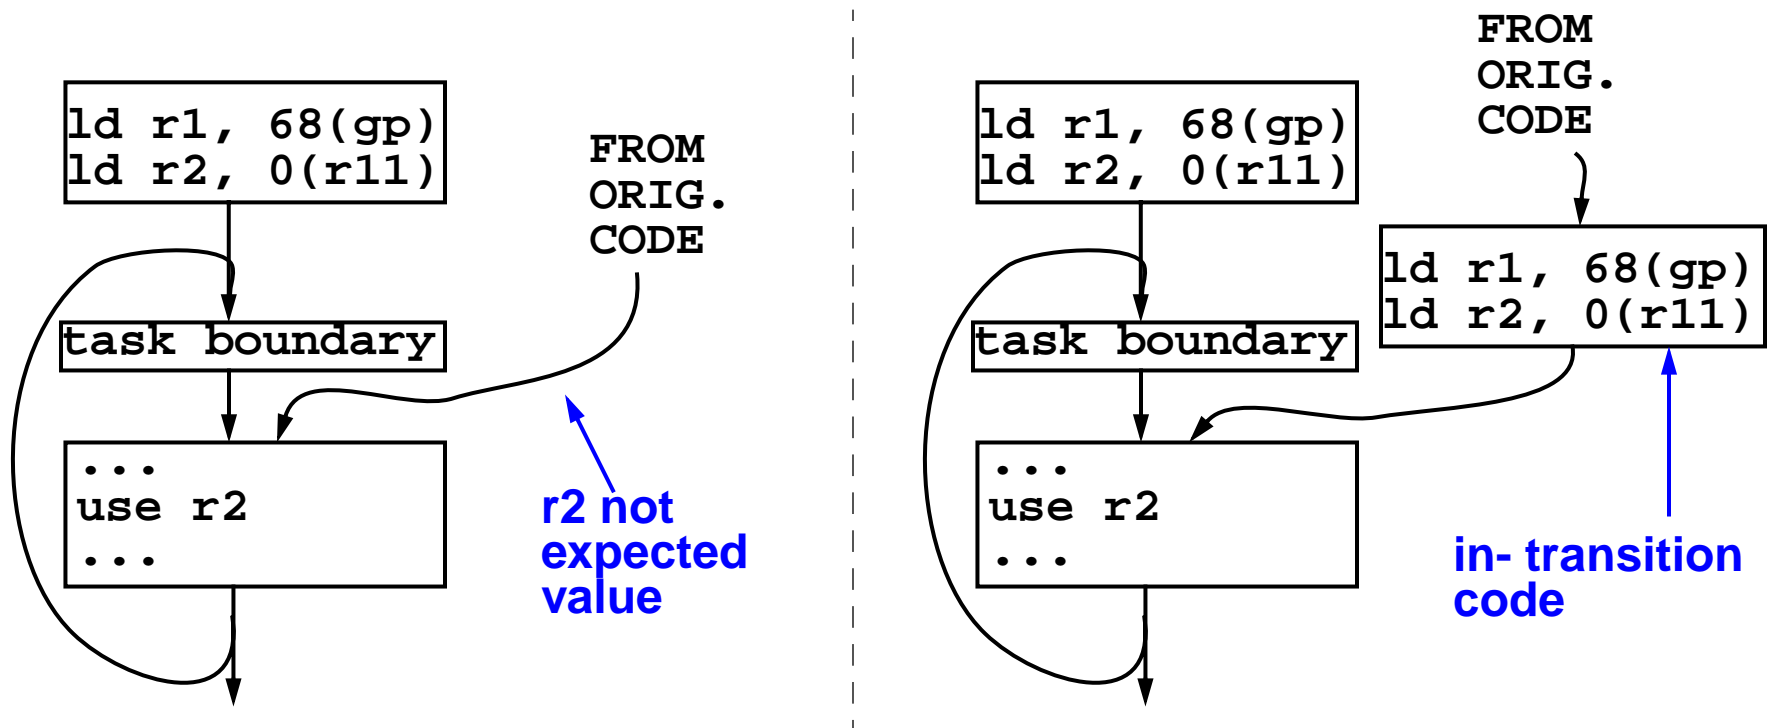 ld r1, 68(gp)
ld r2, 0(r11)
FROM
ORIG.
CODE
task boundary
...
use r2
...
r2 not
expected
value
FROM
ORIG.
CODE
ld r1, 68(gp)
ld r2, 0(r11)
ld r1, 68(gp)
ld r2, 0(r11)
task boundary
...
use r2
...
in- transition
code